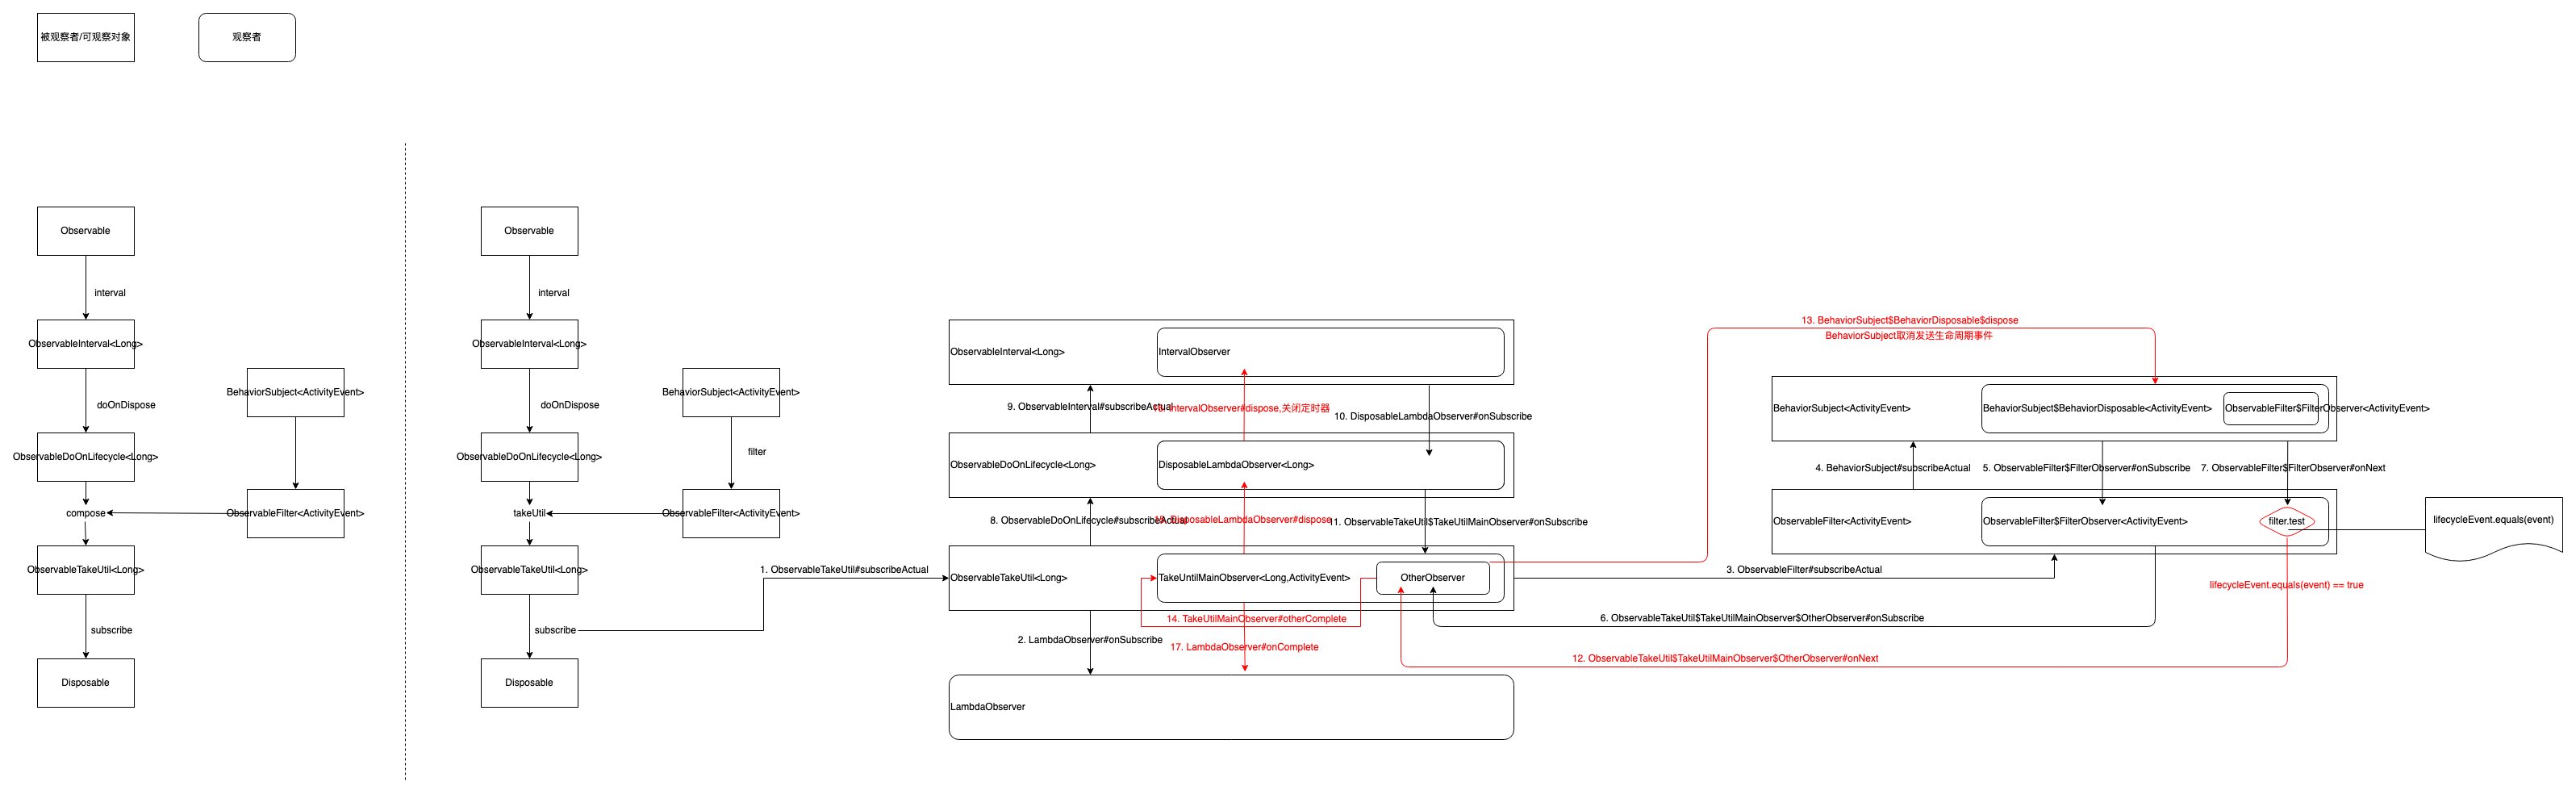 被观察者/可观察对象
观察者
Observable
interval
ObservableInterval<Long>
doOnDispose
BehaviorSubject<ActivityEvent>
ObservableDoOnLifecycle<Long>
compose
ObservableFilter<ActivityEvent>
ObservableTakeUtil<Long>
subscribe
Disposable
Observable
interval
ObservableInterval<Long>
doOnDispose
BehaviorSubject<ActivityEvent>
ObservableDoOnLifecycle<Long>
filter
takeUtil
ObservableFilter<ActivityEvent>
ObservableTakeUtil<Long>
subscribe
Disposable
1. ObservableTakeUtil#subscribeActual
ObservableInterval<Long>
IntervalObserver
9. ObservableInterval#subscribeActual
IntervalObserver#dispose,关闭定时器
10. DisposableLambdaObserver#onSubscribe
ObservableDoOnLifecycle<Long>
DisposableLambdaObserver<Long>
8. ObservableDoOnLifecycle#subscribeActual
DisposableLambdaObserver#dispose
11. ObservableTakeUtil$TakeUtilMainObserver#onSubscribe
ObservableTakeUtil<Long>
TakeUntilMainObserver<Long,ActivityEvent>
OtherObserver
14. TakeUtilMainObserver#otherComplete
2. LambdaObserver#onSubscribe
17. LambdaObserver#onComplete
LambdaObserver
13. BehaviorSubject$BehaviorDisposable$dispose
BehaviorSubject取消发送生命周期事件
BehaviorSubject<ActivityEvent>
BehaviorSubject$BehaviorDisposable<ActivityEvent>
ObservableFilter$FilterObserver<ActivityEvent>
4. BehaviorSubject#subscribeActual
5. ObservableFilter$FilterObserver#onSubscribe
7. ObservableFilter$FilterObserver#onNext
ObservableFilter<ActivityEvent>
ObservableFilter$FilterObserver<ActivityEvent>
filter.test
lifecycleEvent.equals(event)
3. ObservableFilter#subscribeActual
lifecycleEvent.equals(event) == true
6. ObservableTakeUtil$TakeUtilMainObserver$OtherObserver#onSubscribe
12. ObservableTakeUtil$TakeUtilMainObserver$OtherObserver#onNext